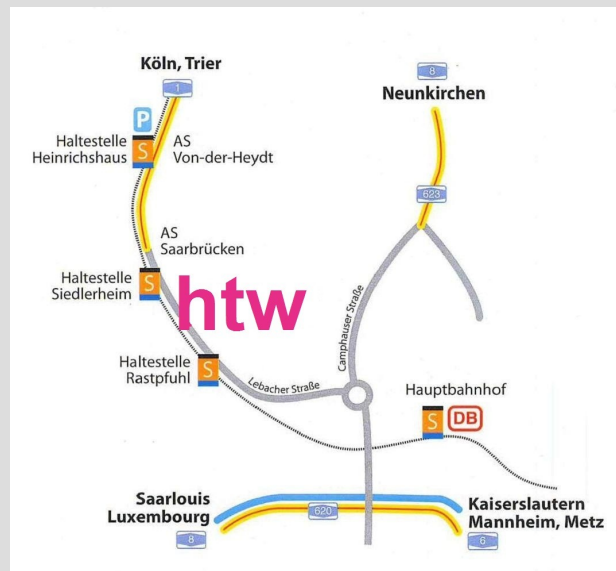 Köln, Trier
1
P
Haltestelle
Heinrichshaus
S
AS
Von-der-Heydt
8
Neunkirchen
623
AS
Saarbrücken
Haltestelle
Siedlerheim
S
htw
Camphauser Straße
Haltestelle
Rastpfuhl
S
Lebacher Straße
Hauptbahnhof
S
DB
Saarlouis
Luxembourg
8
620
Kaiserslautern
Mannheim, Metz
6